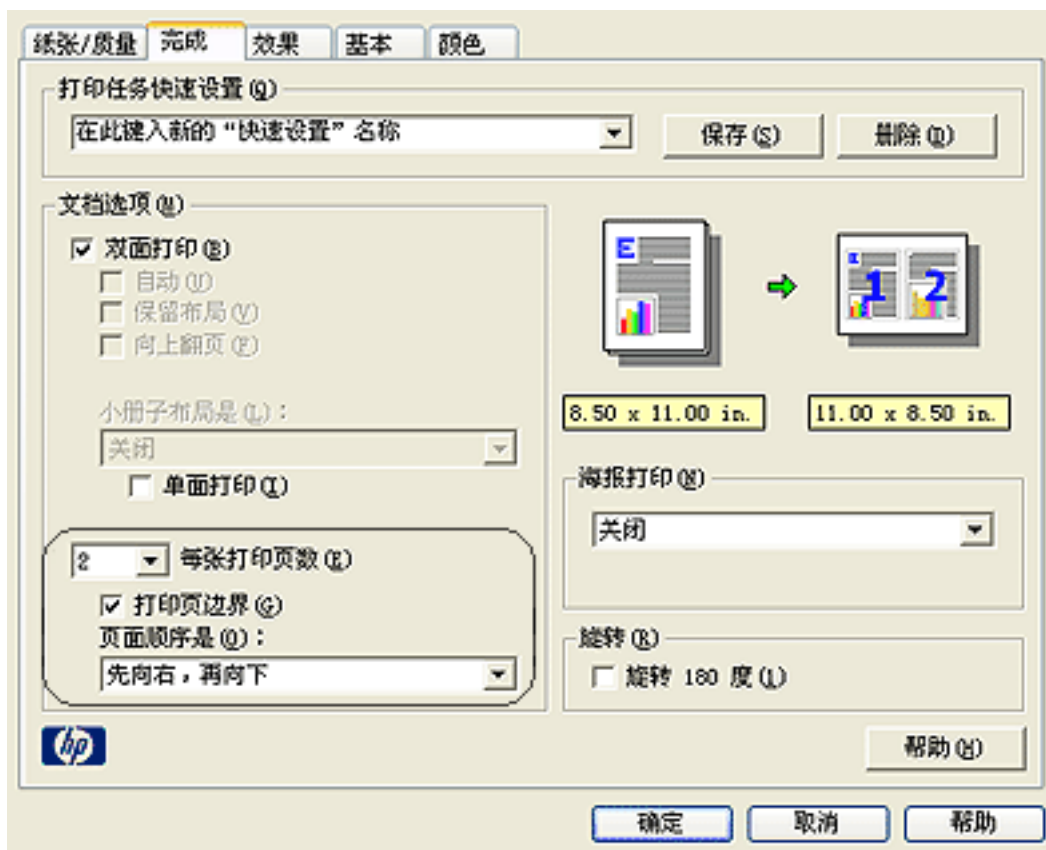 纸张/质量 完成 效果 基本 颜色
打印任务快速设置(Q)
在此键入新的“快速设置”名称
保存(S) 删除(D)
文档选项(M)
双面打印(B)
自动(U)
保留布局(V)
向上翻页(F)
小册子布局是(L):
关闭
单面打印(I)
2 每张打印页数(E)
打印页边界(G)
页面顺序是(O):
先向右,再向下
E
E 1 2
8.50 x 11.00 in. 11.00 x 8.50 in.
海报打印(N)
关闭
旋转(R)
旋转 180 度(L)
hp
帮助(H)
确定 取消 帮助